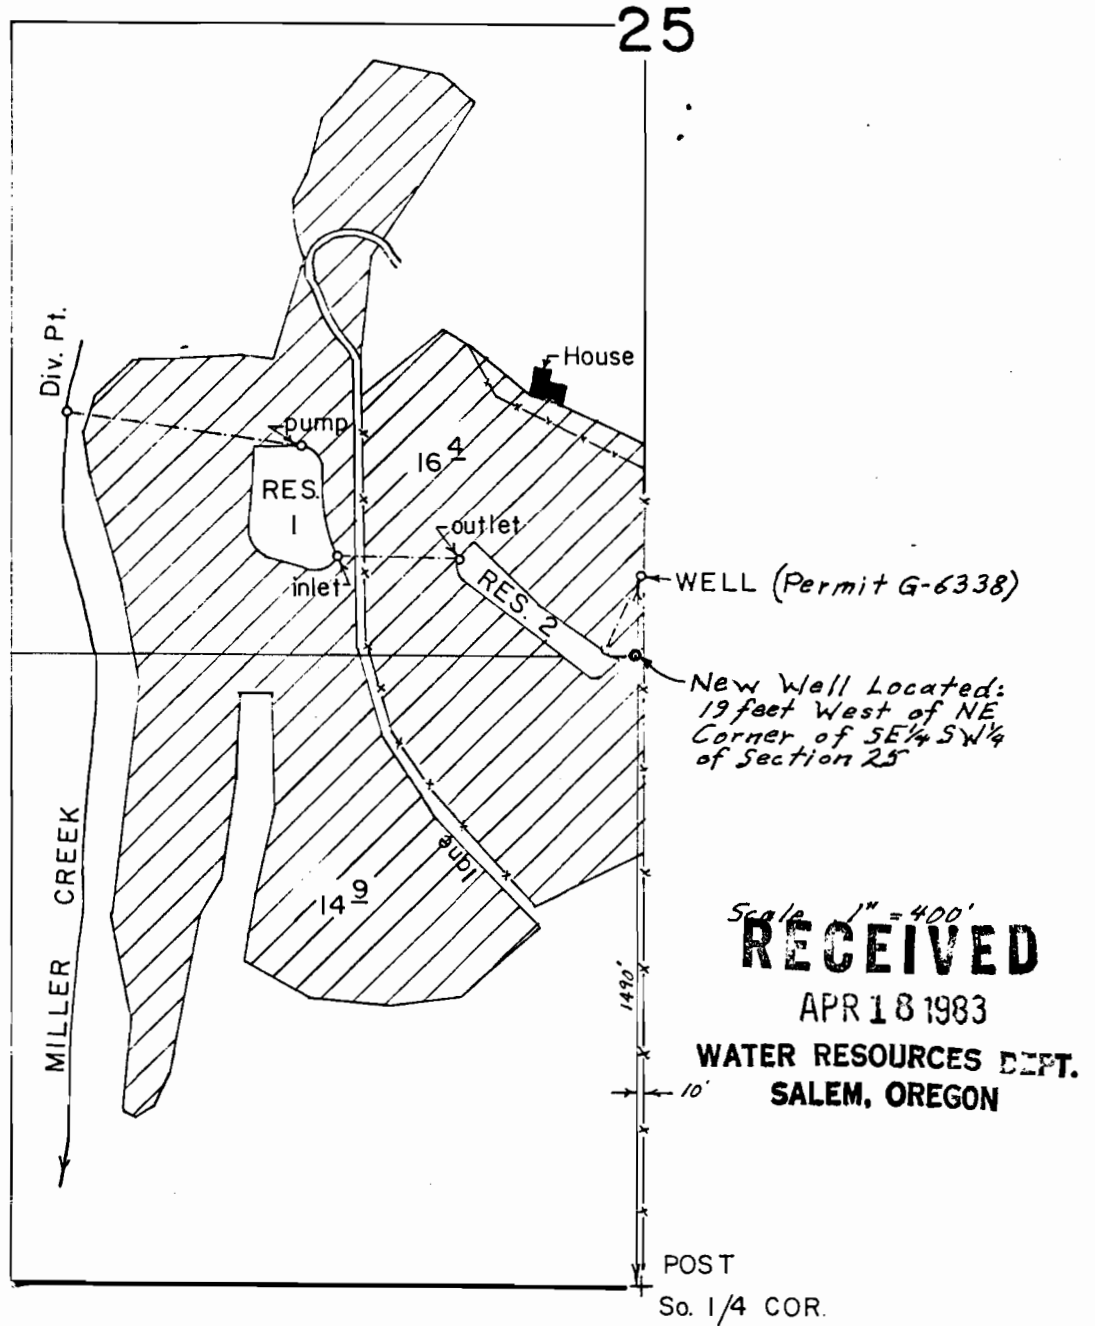 25
Div. Pt.
House
pump
16 4
RES.
1
outlet
inlet
RES. 2
WELL (Permit G-6338)
New Well Located:
19 feet West of NE
Corner of SE¼ SW¼
of Section 25
lane
14 9
MILLER CREEK
Scale 1" = 400'
RECEIVED
APR 18 1983
WATER RESOURCES DEPT.
SALEM, OREGON
1490'
10'
POST
So. 1/4 COR.